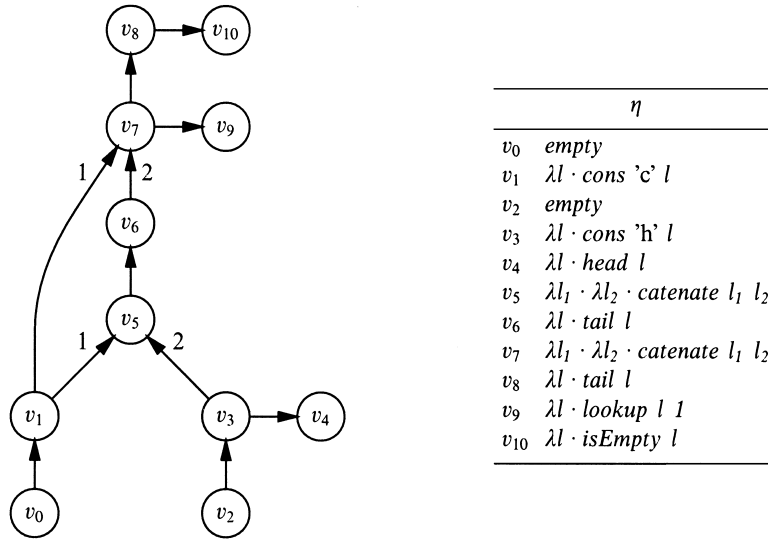 v₈ v₁₀
v₇ v₉
1 2
v₆
v₅
1 2
v₁ v₃ v₄
v₀ v₂
η
v₀ empty
v₁ λl · cons 'c' l
v₂ empty
v₃ λl · cons 'h' l
v₄ λl · head l
v₅ λl₁ · λl₂ · catenate l₁ l₂
v₆ λl · tail l
v₇ λl₁ · λl₂ · catenate l₁ l₂
v₈ λl · tail l
v₉ λl · lookup l 1
v₁₀ λl · isEmpty l